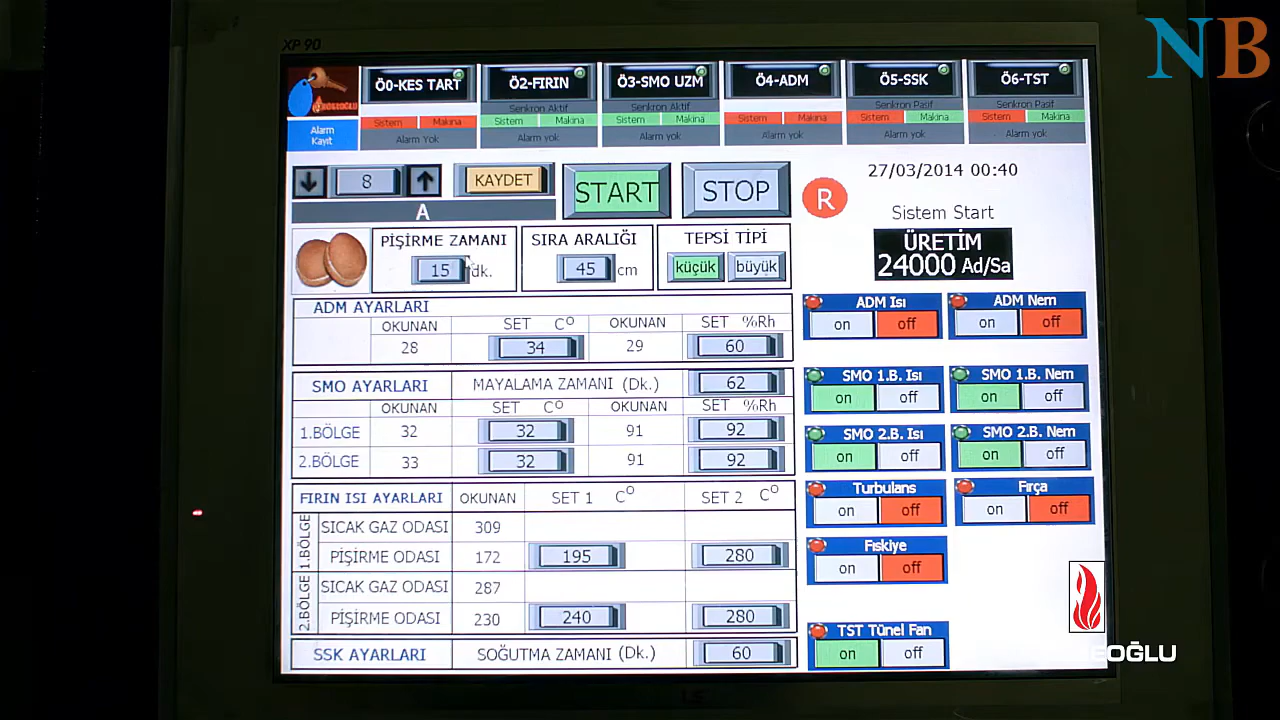 NB
XP 90
Ö0-KES TART
Ö2-FIRIN
Ö3-SMO UZM
Ö4-ADM
Ö5-SSK
Ö6-TST
Senkron Aktif
Senkron Aktif
Senkron Pasif
Senkron Pasif
Sistem Makina
Sistem Makina
Sistem Makina
Sistem Makina
Sistem Makina
Sistem Makina
Alarm Yok
Alarm yok
Alarm yok
Alarm yok
Alarm yok
Alarm yok
Alarm
Kayıt
8
KAYDET
START
STOP
R
27/03/2014 00:40
A
Sistem Start
ÜRETİM
24000 Ad/Sa
PİŞİRME ZAMANI
15 dk.
SIRA ARALIĞI
45 cm
TEPSİ TİPİ
küçük büyük
ADM AYARLARI
OKUNAN SET C° OKUNAN SET %Rh
28 34 29 60
SMO AYARLARI MAYALAMA ZAMANI (Dk.) 62
OKUNAN SET C° OKUNAN SET %Rh
1.BÖLGE 32 32 91 92
2.BÖLGE 33 32 91 92
FIRIN ISI AYARLARI OKUNAN SET 1 C° SET 2 C°
1.BÖLGE
SICAK GAZ ODASI 309
PİŞİRME ODASI 172 195 280
2.BÖLGE
SICAK GAZ ODASI 287
PİŞİRME ODASI 230 240 280
SSK AYARLARI SOĞUTMA ZAMANI (Dk.) 60
ADM Isı
on off
ADM Nem
on off
SMO 1.B. Isı
on off
SMO 1.B. Nem
on off
SMO 2.B. Isı
on off
SMO 2.B. Nem
on off
Turbulans
on off
Fırça
on off
Fıskiye
on off
TST Tünel Fan
on off
EOĞLU